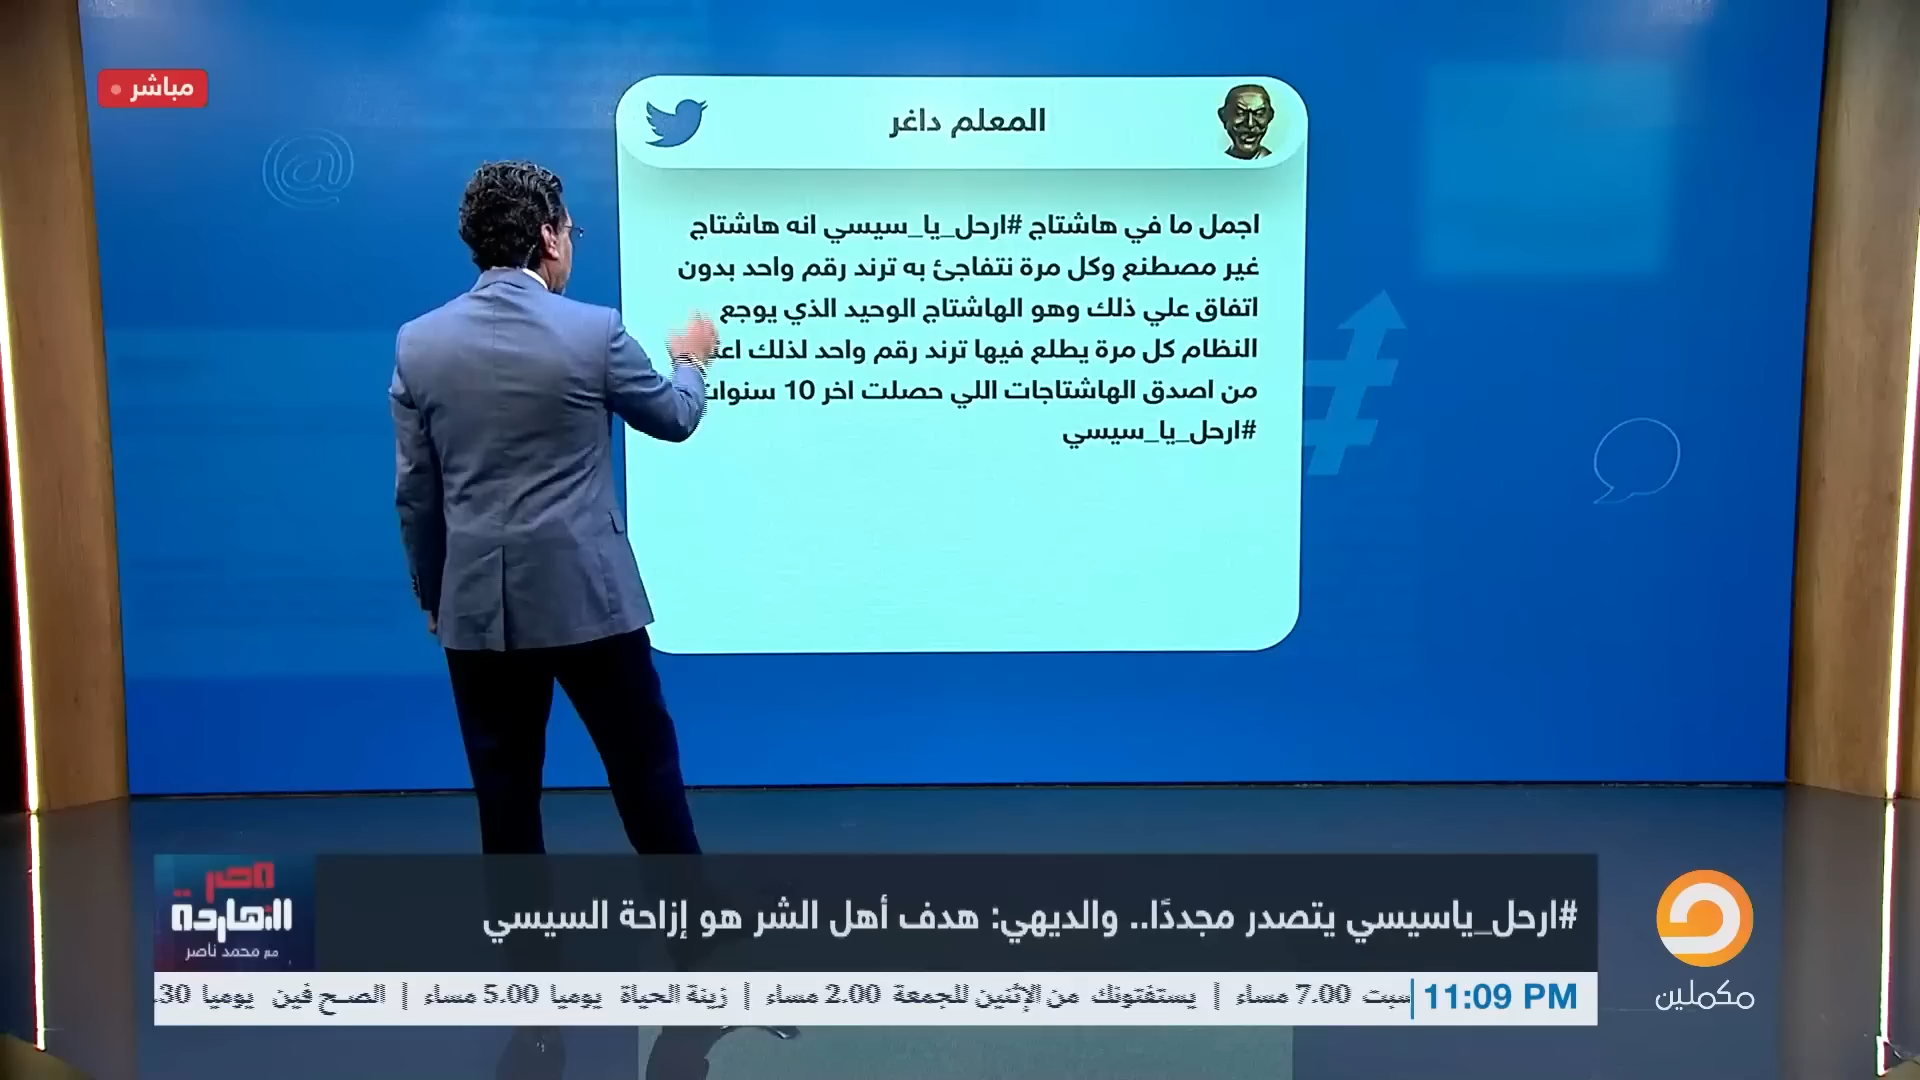 مباشر
المعلم داغر
اجمل ما في هاشتاج #ارحل_يا_سيسي انه هاشتاج
غير مصطنع وكل مرة نتفاجئ به ترند رقم واحد بدون
اتفاق علي ذلك وهو الهاشتاج الوحيد الذي يوجع
النظام كل مرة يطلع فيها ترند رقم واحد لذلك
من اصدق الهاشتاجات اللي حصلت اخر 10 سنوات
#ارحل_يا_سيسي
#ارحل_ياسيسي يتصدر مجددًا.. والديهي: هدف أهل الشر هو إزاحة السيسي
مصر
النهاردة
مع محمد ناصر
11:09 PM
سبت 7.00 مساء | يستفتونك من الإثنين للجمعة 2.00 مساء | زينة الحياة يوميا 5.00 مساء | الصح فين يوميا 30.
مكملين